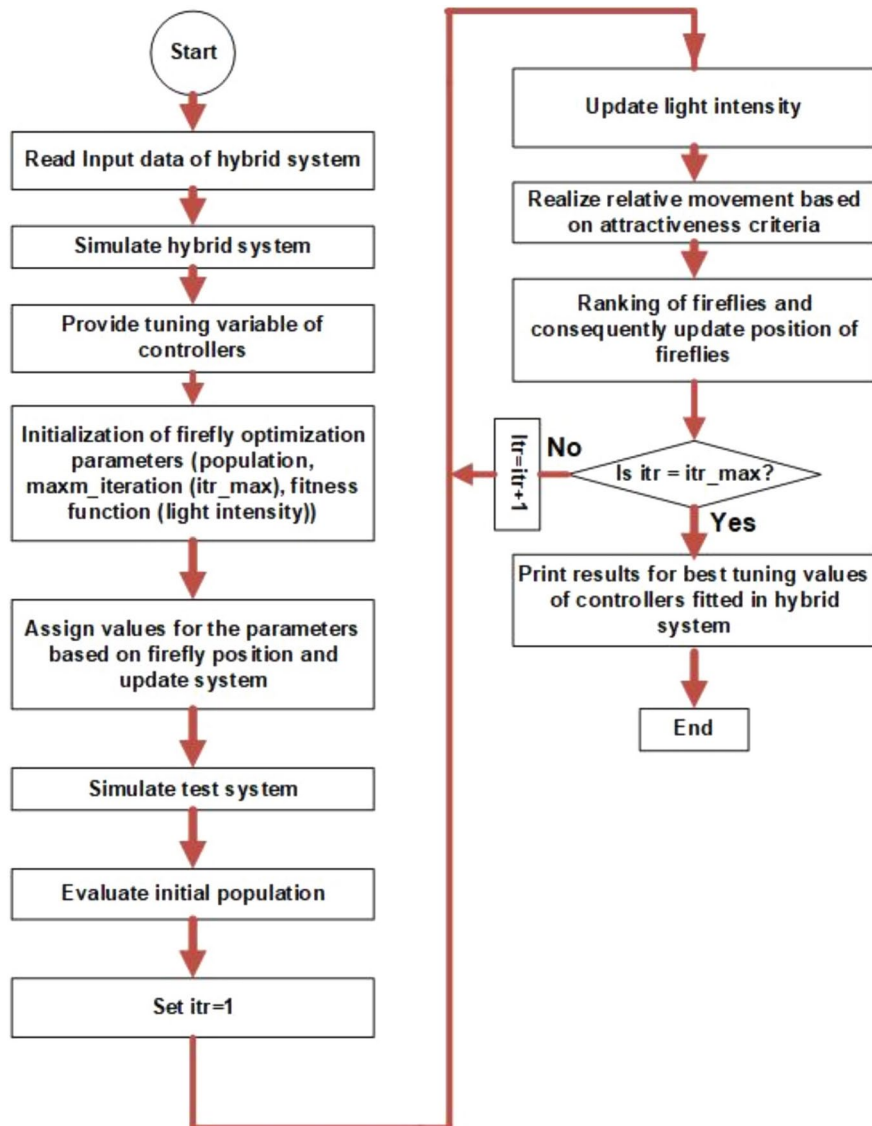 Start
Read Input data of hybrid system
Simulate hybrid system
Provide tuning variable of
controllers
Initialization of firefly optimization
parameters (population,
maxm_iteration (itr_max), fitness
function (light intensity))
Assign values for the parameters
based on firefly position and
update system
Simulate test system
Evaluate initial population
Set itr=1
Update light intensity
Realize relative movement based
on attractiveness criteria
Ranking of fireflies and
consequently update position of
fireflies
Is itr = itr_max?
No
Itr=itr+1
Yes
Print results for best tuning values
of controllers fitted in hybrid
system
End